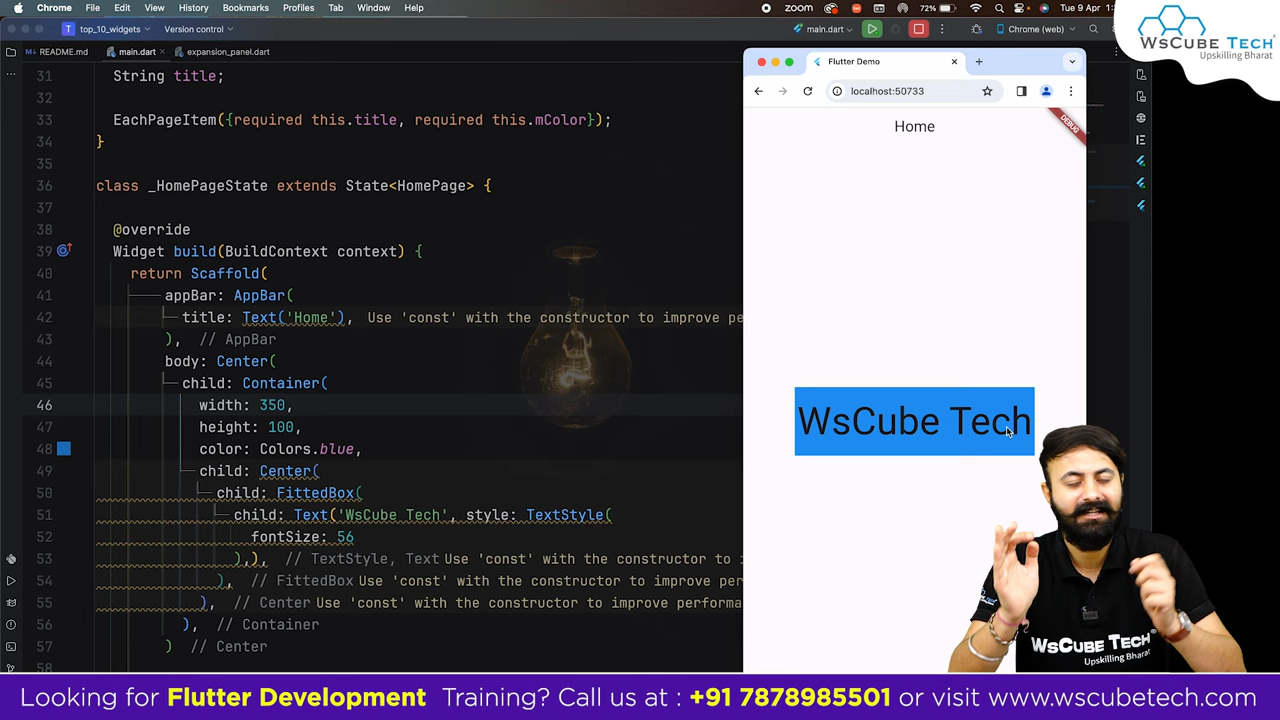 Chrome File Edit View History Bookmarks Profiles Tab Window Help zoom 72% Tue 9 Apr
T top_10_widgets Version control main.dart Chrome (web)
WsCUBE TECH
Upskilling Bharat
README.md main.dart expansion_panel.dart
Flutter Demo
localhost:50733
Home
DEBUG
WsCube Tech
31 String title;
32
33 EachPageItem({required this.title, required this.mColor});
34 }
35
36 class _HomePageState extends State<HomePage> {
37
38 @override
39 Widget build(BuildContext context) {
40 return Scaffold(
41 appBar: AppBar(
42 title: Text('Home'), Use 'const' with the constructor to improve pe
43 ), // AppBar
44 body: Center(
45 child: Container(
46 width: 350,
47 height: 100,
48 color: Colors.blue,
49 child: Center(
50 child: FittedBox(
51 child: Text('WsCube Tech', style: TextStyle(
52 fontSize: 56
53 ),), // TextStyle, Text Use 'const' with the constructor to i
54 ), // FittedBox Use 'const' with the constructor to improve per
55 ), // Center Use 'const' with the constructor to improve performa
56 ), // Container
57 ) // Center
58
WsCUBE TECH
Upskilling Bharat
Looking for Flutter Development Training? Call us at : +91 7878985501 or visit www.wscubetech.com